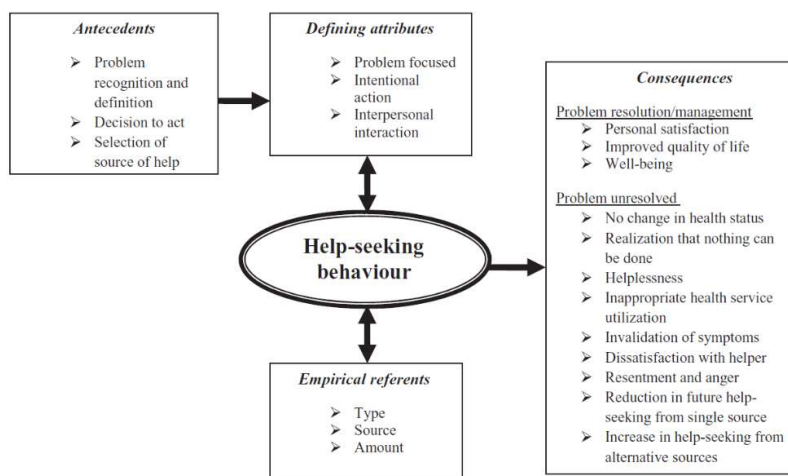 Antecedents
➢ Problem
recognition and
definition
➢ Decision to act
➢ Selection of
source of help
Defining attributes
➢ Problem focused
➢ Intentional
action
➢ Interpersonal
interaction
Help-seeking
behaviour
Empirical referents
➢ Type
➢ Source
➢ Amount
Consequences
Problem resolution/management
➢ Personal satisfaction
➢ Improved quality of life
➢ Well-being
Problem unresolved
➢ No change in health status
➢ Realization that nothing can
be done
➢ Helplessness
➢ Inappropriate health service
utilization
➢ Invalidation of symptoms
➢ Dissatisfaction with helper
➢ Resentment and anger
➢ Reduction in future help-
seeking from single source
➢ Increase in help-seeking from
alternative sources